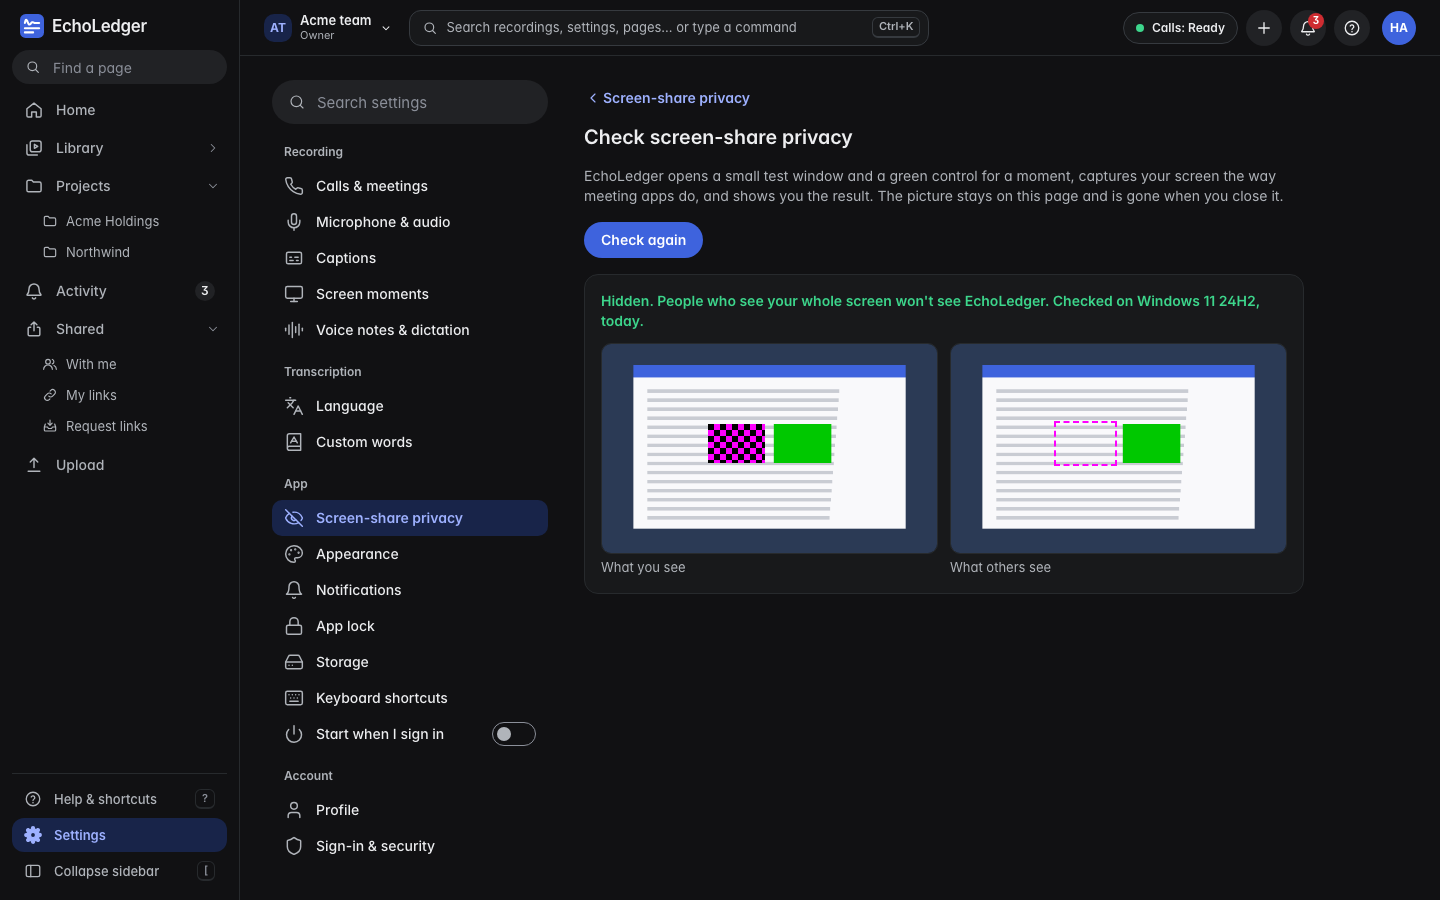 EchoLedger
Find a page
Home
Library
Projects
Acme Holdings
Northwind
Activity
3
Shared
With me
My links
Request links
Upload
Help & shortcuts
?
Settings
Collapse sidebar
[
AT
Acme team
Owner
Search recordings, settings, pages... or type a command
Ctrl+K
Calls: Ready
3
HA
Search settings
Recording
Calls & meetings
Microphone & audio
Captions
Screen moments
Voice notes & dictation
Transcription
Language
Custom words
App
Screen-share privacy
Appearance
Notifications
App lock
Storage
Keyboard shortcuts
Start when I sign in
Account
Profile
Sign-in & security
Screen-share privacy
Check screen-share privacy
EchoLedger opens a small test window and a green control for a moment, captures your screen the way
meeting apps do, and shows you the result. The picture stays on this page and is gone when you close it.
Check again
Hidden. People who see your whole screen won't see EchoLedger. Checked on Windows 11 24H2,
today.
What you see
What others see